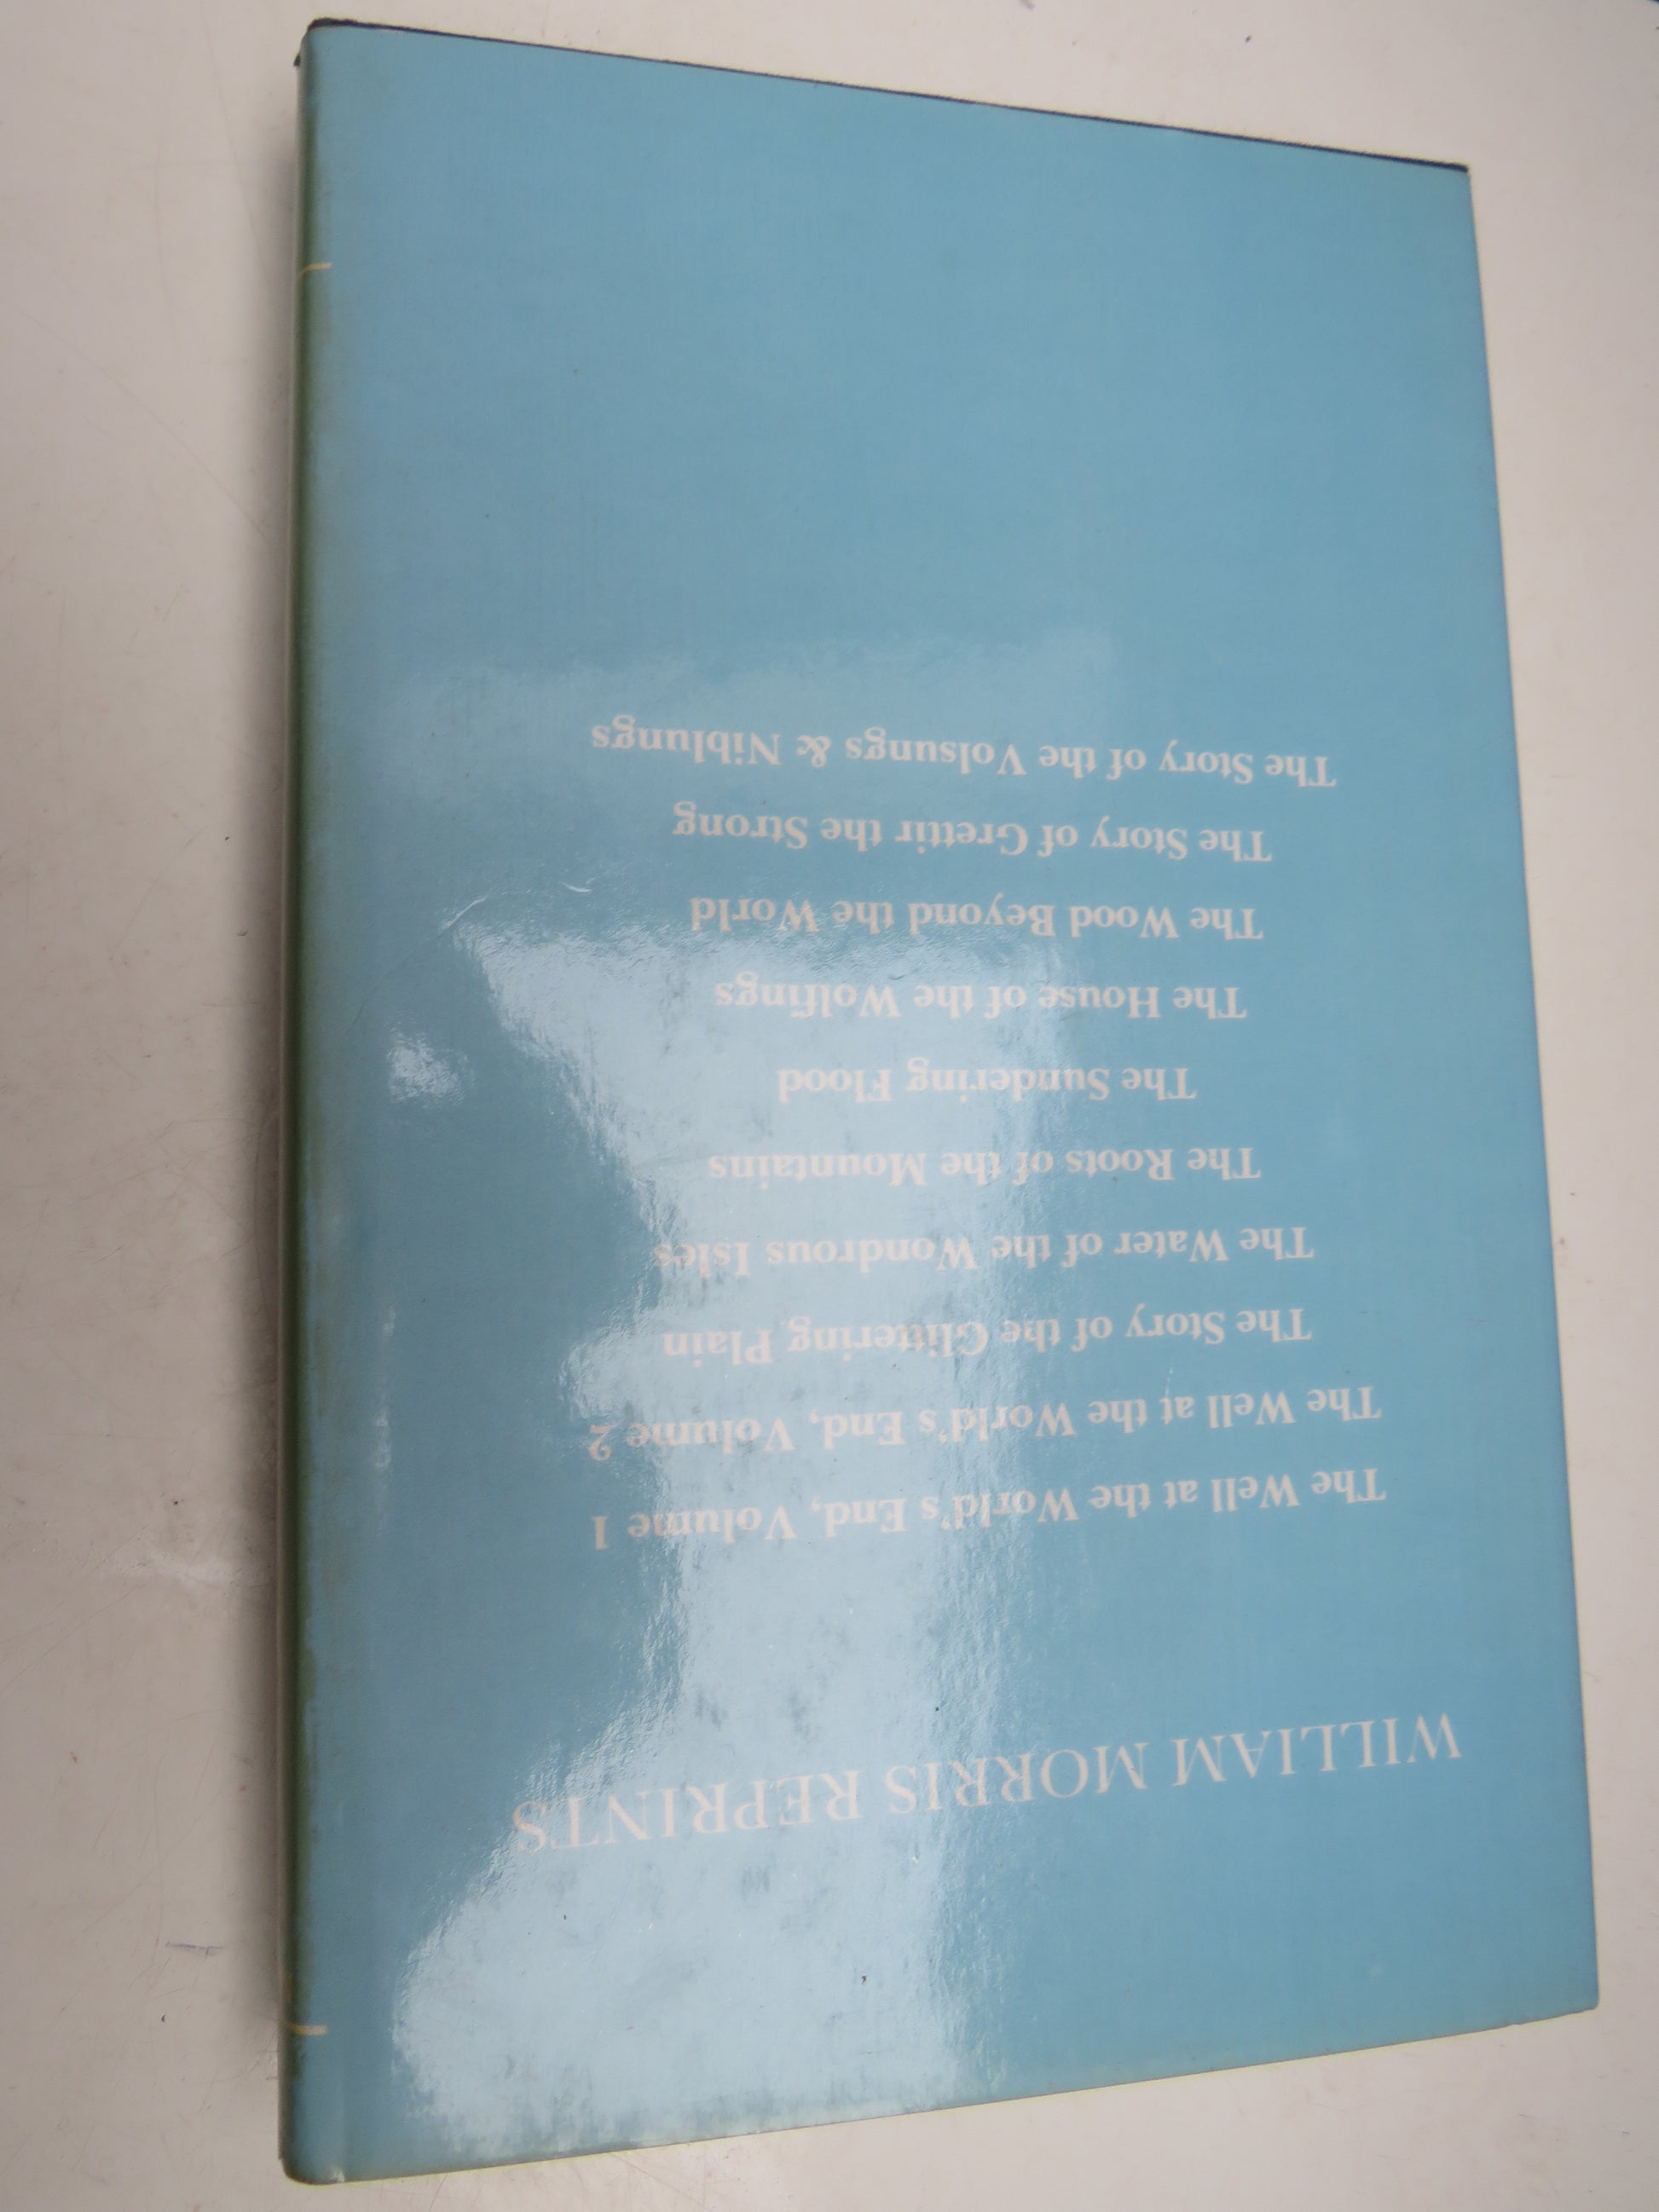 WILLIAM MORRIS REPRINTS
The Well at the World's End, Volume 1
The Well at the World's End, Volume 2
The Story of the Glittering Plain
The Water of the Wondrous Isles
The Roots of the Mountains
The Sundering Flood
The House of the Wolfings
The Wood Beyond the World
The Story of Grettir the Strong
The Story of the Volsungs & Niblungs